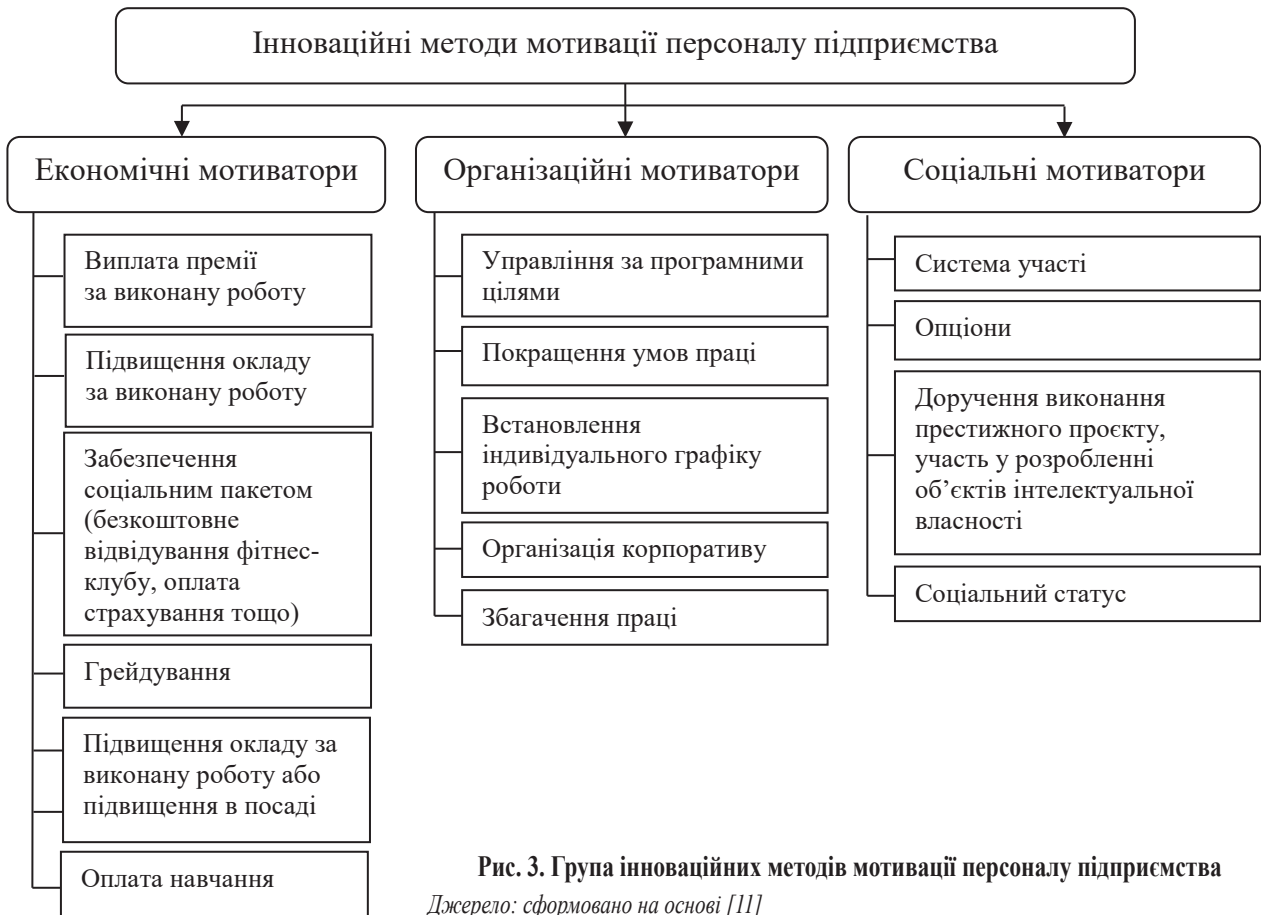 Інноваційні методи мотивації персоналу підприємства
Економічні мотиватори
Виплата премії
за виконану роботу
Підвищення окладу
за виконану роботу
Забезпечення
соціальним пакетом
(безкоштовне
відвідування фітнес-
клубу, оплата
страхування тощо)
Грейдування
Підвищення окладу за
виконану роботу або
підвищення в посаді
Оплата навчання
Організаційні мотиватори
Управління за програмними
цілями
Покращення умов праці
Встановлення
індивідуального графіку
роботи
Організація корпоративу
Збагачення праці
Соціальні мотиватори
Система участі
Опціони
Доручення виконання
престижного проєкту,
участь у розробленні
об’єктів інтелектуальної
власності
Соціальний статус
Рис. 3. Група інноваційних методів мотивації персоналу підприємства
Джерело: сформовано на основі [11]